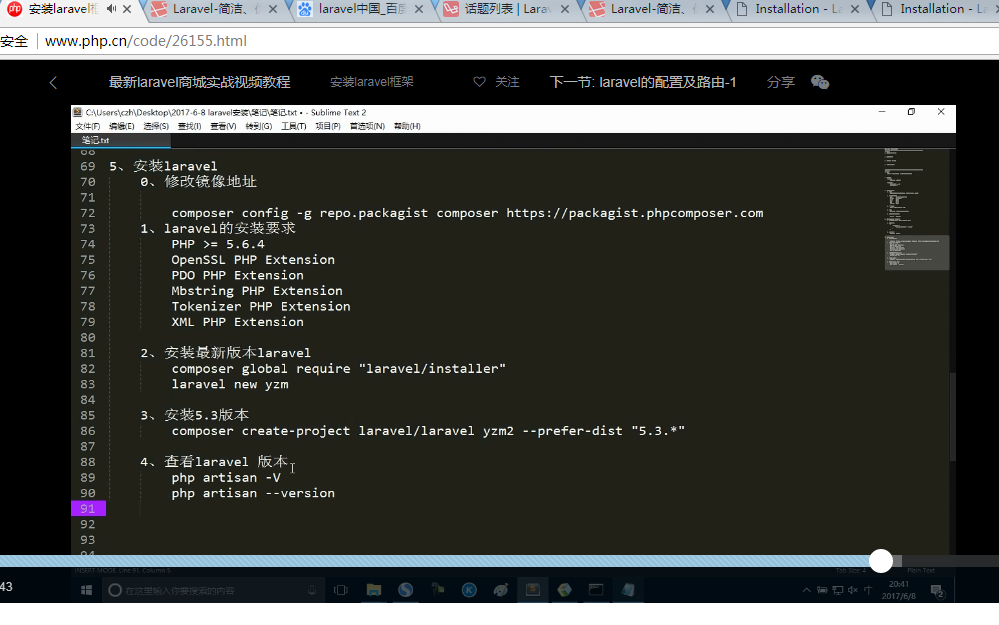 php 安装laravel框
Laravel-简洁、
laravel中国_百度
话题列表 | Lara
Laravel-简洁、
Installation - La
Installation - La
安全 www.php.cn/code/26155.html
最新laravel商城实战视频教程 安装laravel框架 关注 下一节: laravel的配置及路由-1 分享
C:\Users\czh\Desktop\2017-6-8 laravel安装\笔记\笔记.txt • - Sublime Text 2
文件(F) 编辑(E) 选择(S) 查找(I) 查看(V) 转到(G) 工具(T) 项目(P) 首选项(N) 帮助(H)
笔记.txt
68
69 5、安装laravel
70 0、修改镜像地址
71
72 composer config -g repo.packagist composer https://packagist.phpcomposer.com
73 1、laravel的安装要求
74 PHP >= 5.6.4
75 OpenSSL PHP Extension
76 PDO PHP Extension
77 Mbstring PHP Extension
78 Tokenizer PHP Extension
79 XML PHP Extension
80
81 2、安装最新版本laravel
82 composer global require "laravel/installer"
83 laravel new yzm
84
85 3、安装5.3版本
86 composer create-project laravel/laravel yzm2 --prefer-dist "5.3.*"
87
88 4、查看laravel 版本
89 php artisan -V
90 php artisan --version
91
92
93
94
INSERT MODE, Line 91, Column 5 Tab Size: 4 Plain Text
43
在这里输入你要搜索的内容
20:41
2017/6/8
2